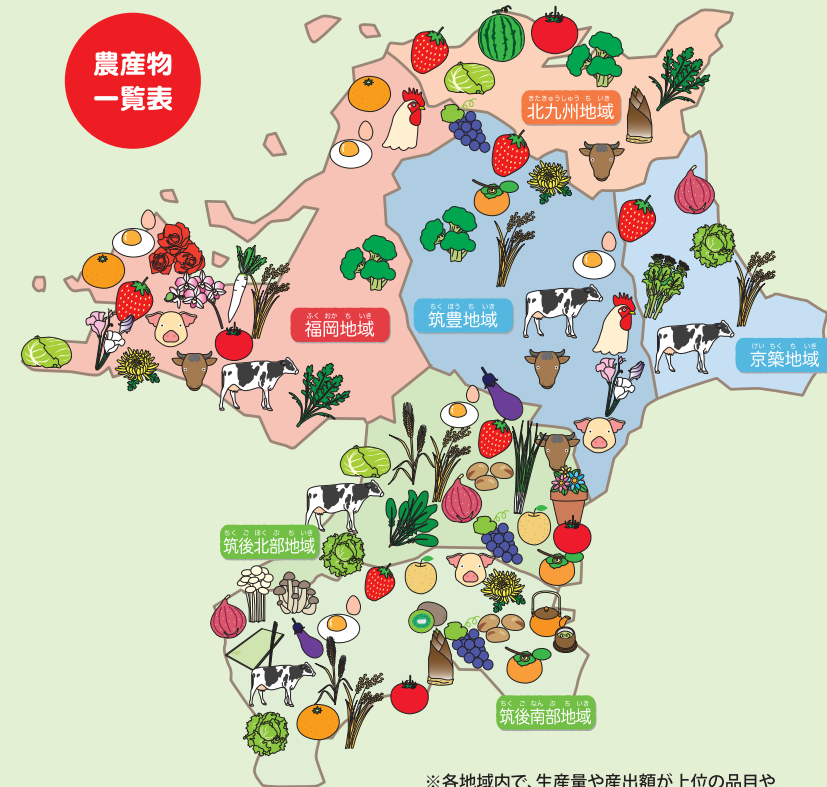 農産物
一覧表
きたきゅうしゅう ち いき
北九州地域
ふく おか ち いき
福岡地域
ちく ほう ち いき
筑豊地域
けい ちく ち いき
京築地域
ちく ご ほく ぶ ち いき
筑後北部地域
ちく ご なん ぶ ち いき
筑後南部地域
※各地域内で、生産量や産出額が上位の品目や